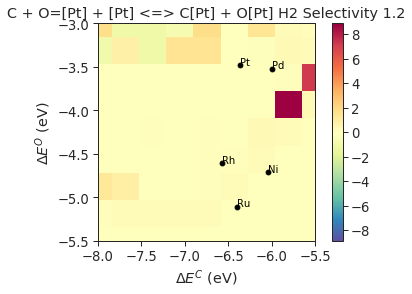 C + O=[Pt] + [Pt] <=> C[Pt] + O[Pt] H2 Selectivity 1.2
−3.0
−3.5
−4.0
−4.5
−5.0
−5.5
ΔE^O (eV)
Pt
Pd
Rh
Ni
Ru
−8.0 −7.5 −7.0 −6.5 −6.0 −5.5
ΔE^C (eV)
8
6
4
2
0
−2
−4
−6
−8